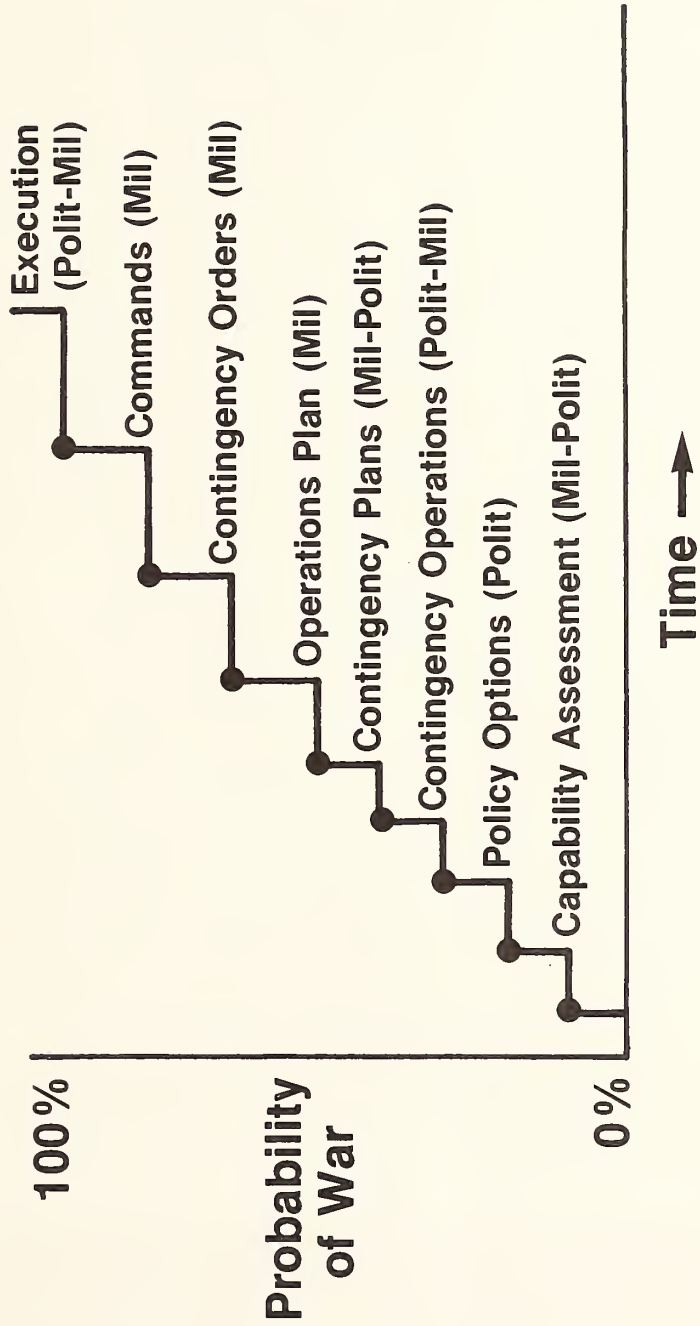 100%
Probability
of War
0%
Execution
(Polit-Mil)
Commands (Mil)
Contingency Orders (Mil)
Operations Plan (Mil)
Contingency Plans (Mil-Polit)
Contingency Operations (Polit-Mil)
Policy Options (Polit)
Capability Assessment (Mil-Polit)
Time